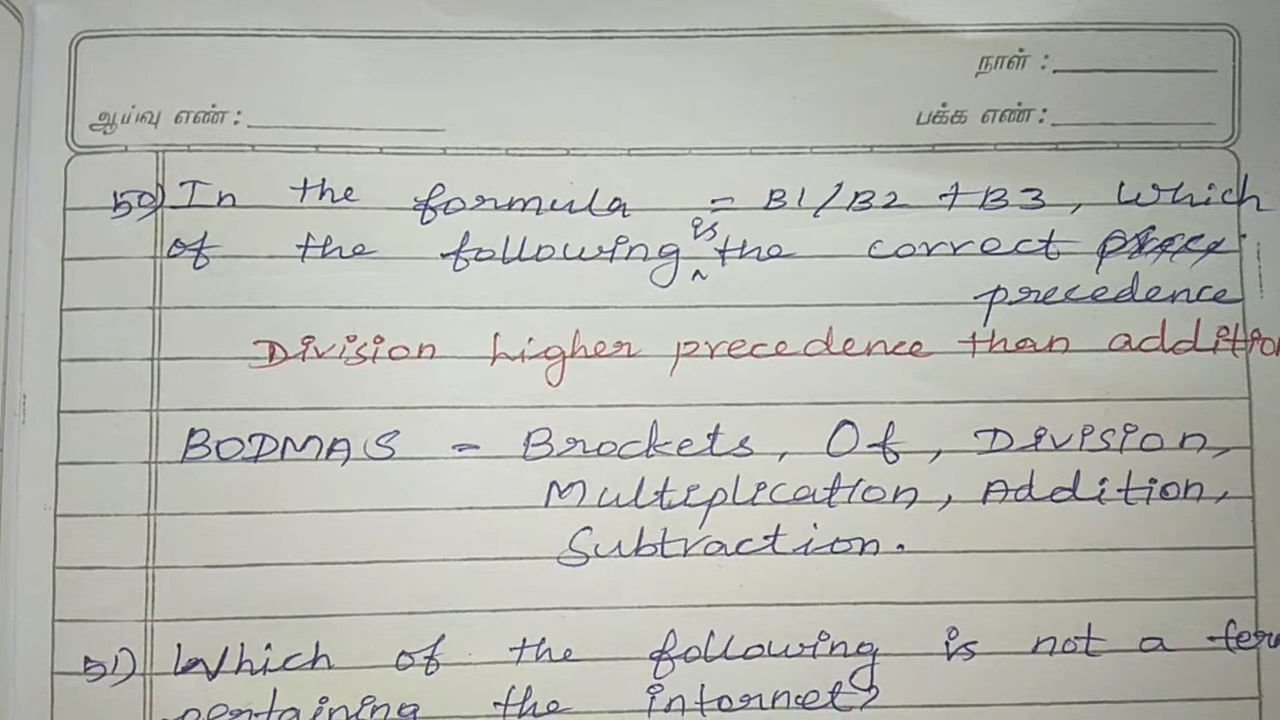 நாள் :
ஆய்வு எண் :
பக்க எண் :
50) In the formula = B1/B2 + B3, which
of the following is the correct
precedence
Division higher precedence than addition
BODMAS - Brockets, Of, Division,
Multiplication, Addition,
Subtraction.
51) Which of the following is not a
pertaining the internet?